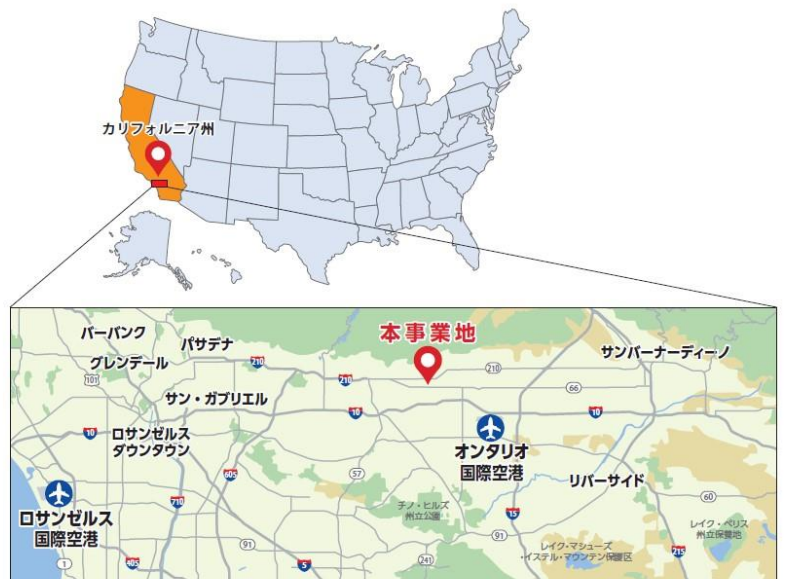 カリフォルニア州
本事業地
バーバンク
パサデナ
サンバーナーディーノ
グレンデール
210
210
210
101
66
サン・ガブリエル
10
10
10
ロサンゼルス
ダウンタウン
オンタリオ
国際空港
605
57
リバーサイド
710
60
チノ・ヒルズ
州立公園
15
ロサンゼルス
国際空港
レイク・ペリス
州立保養地
91
91
レイク・マシューズ
・イステル・マウンテン保護区
215
405
5
241
1